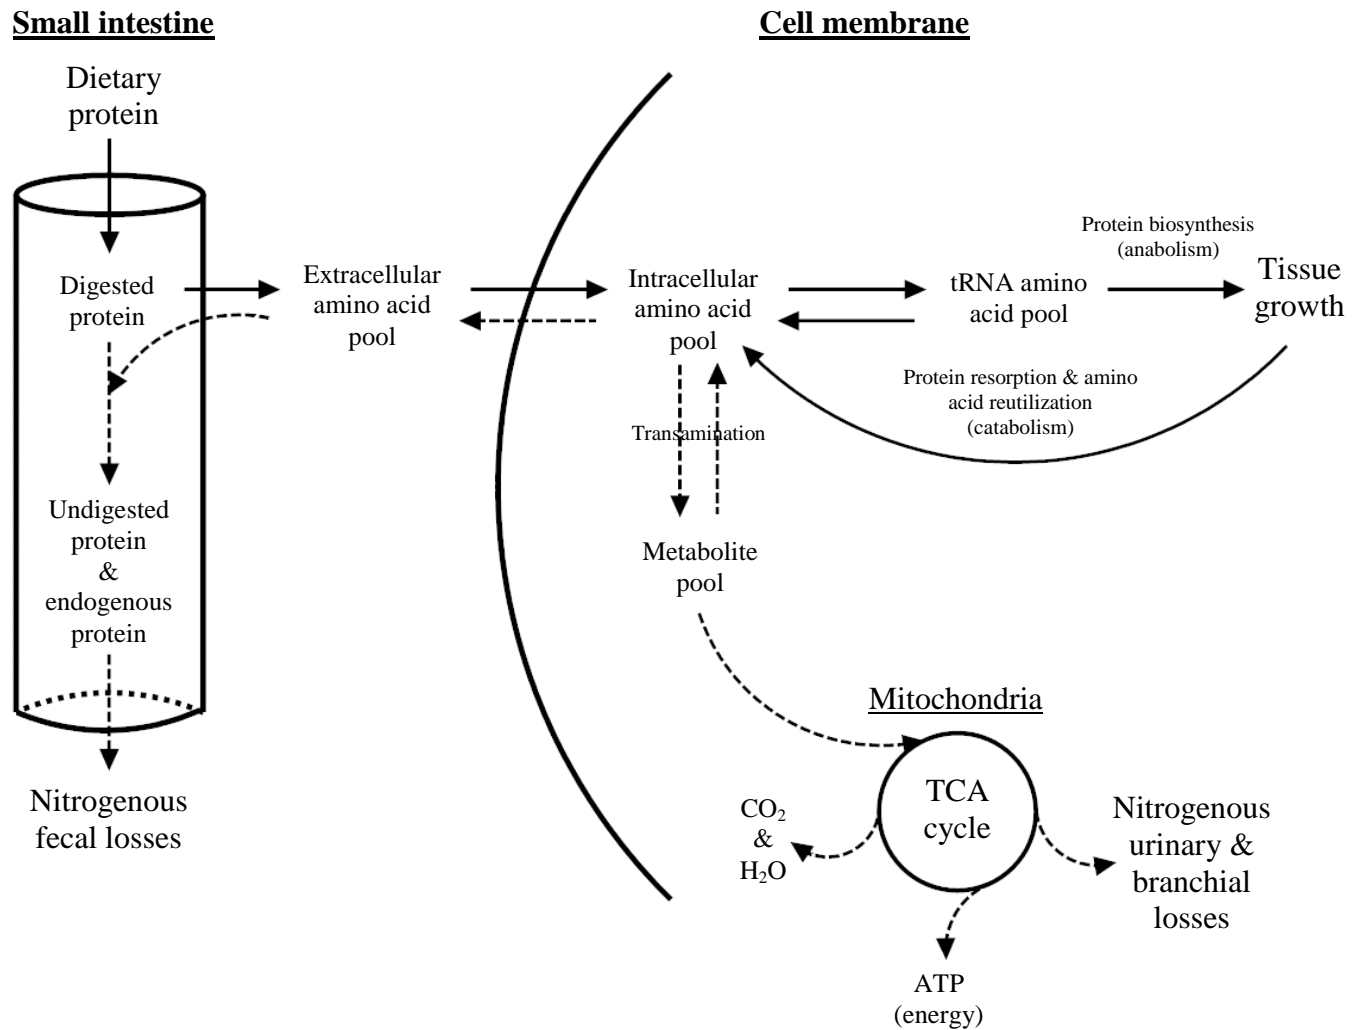 Small intestine
Cell membrane
Dietary
protein
Digested
protein
Extracellular
amino acid
pool
Intracellular
amino acid
pool
tRNA amino
acid pool
Protein biosynthesis
(anabolism)
Tissue
growth
Protein resorption & amino
acid reutilization
(catabolism)
Transamination
Undigested
protein
&
endogenous
protein
Metabolite
pool
Nitrogenous
fecal losses
Mitochondria
TCA
cycle
CO₂
&
H₂O
Nitrogenous
urinary &
branchial
losses
ATP
(energy)